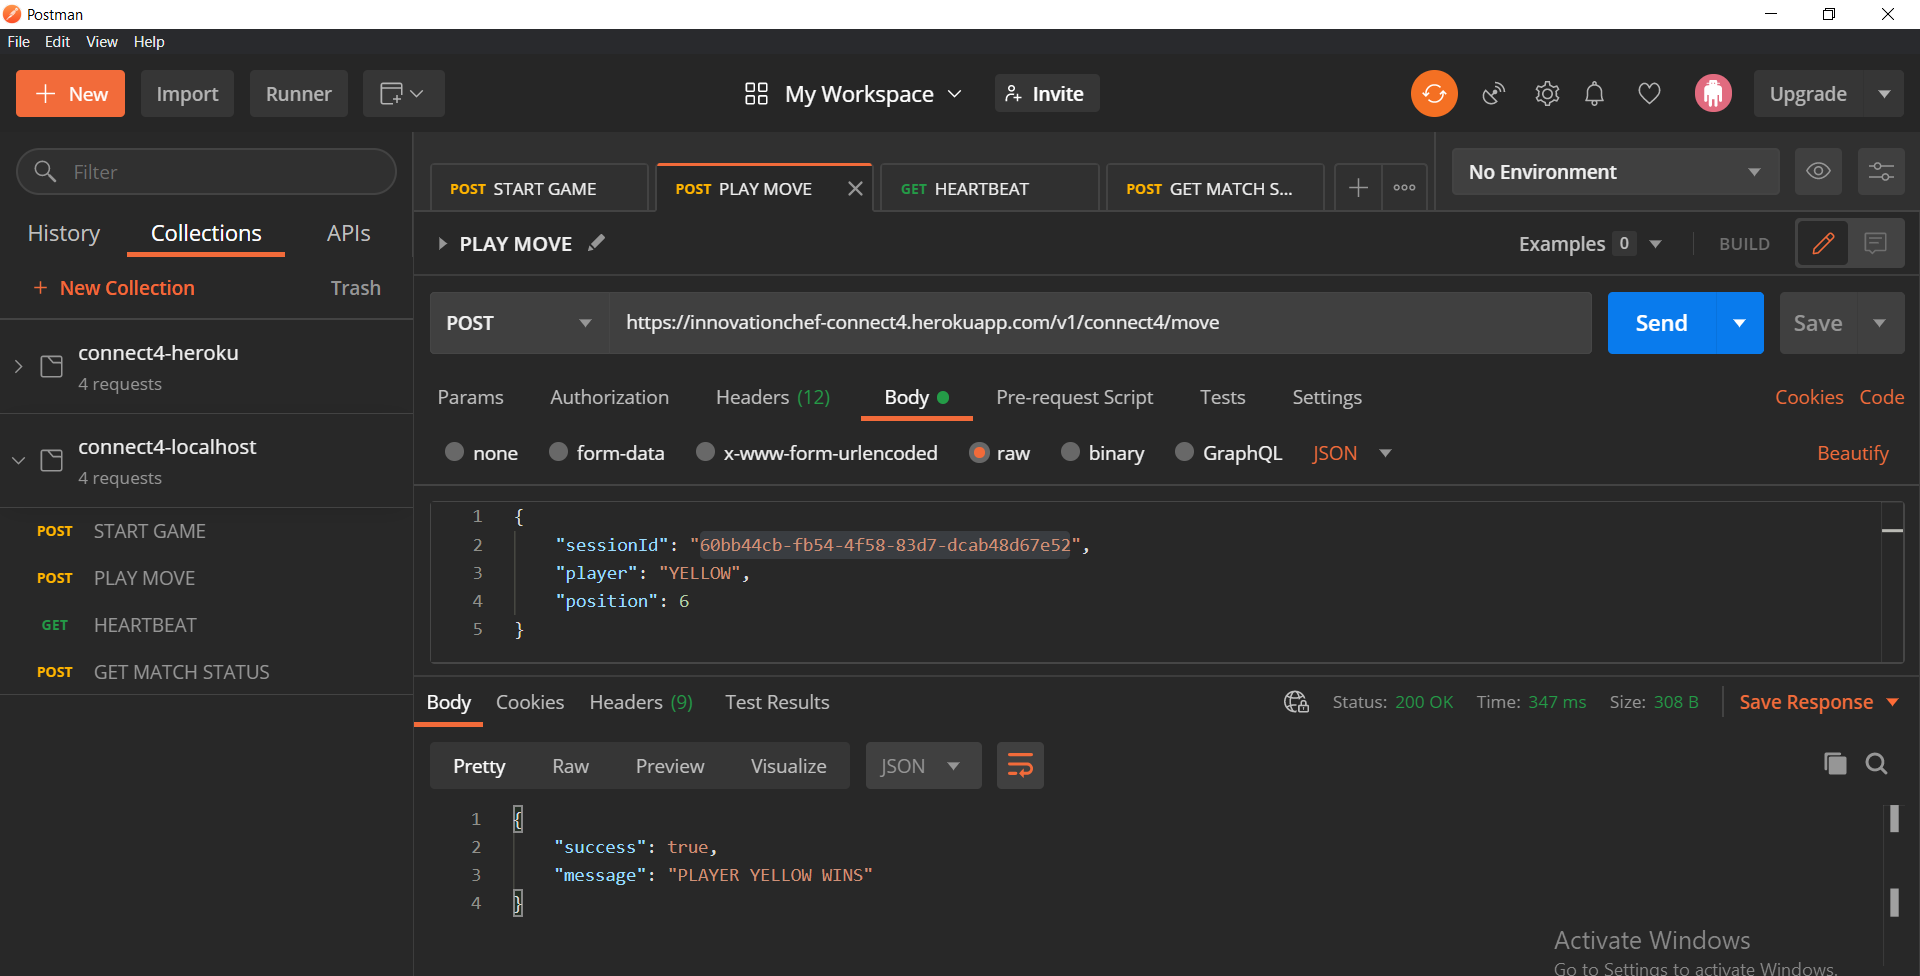 Postman
File Edit View Help
New Import Runner My Workspace Invite Upgrade
Filter
History Collections APIs
+ New Collection Trash
connect4-heroku
4 requests
connect4-localhost
4 requests
POST START GAME
POST PLAY MOVE
GET HEARTBEAT
POST GET MATCH STATUS
POST START GAME POST PLAY MOVE GET HEARTBEAT POST GET MATCH S... No Environment
PLAY MOVE Examples 0 BUILD
POST https://innovationchef-connect4.herokuapp.com/v1/connect4/move Send Save
Params Authorization Headers (12) Body Pre-request Script Tests Settings Cookies Code
none form-data x-www-form-urlencoded raw binary GraphQL JSON Beautify
1 {
2 "sessionId": "60bb44cb-fb54-4f58-83d7-dcab48d67e52",
3 "player": "YELLOW",
4 "position": 6
5 }
Body Cookies Headers (9) Test Results Status: 200 OK Time: 347 ms Size: 308 B Save Response
Pretty Raw Preview Visualize JSON
1 {
2 "success": true,
3 "message": "PLAYER YELLOW WINS"
4 }
Activate Windows
Go to Settings to activate Windows.